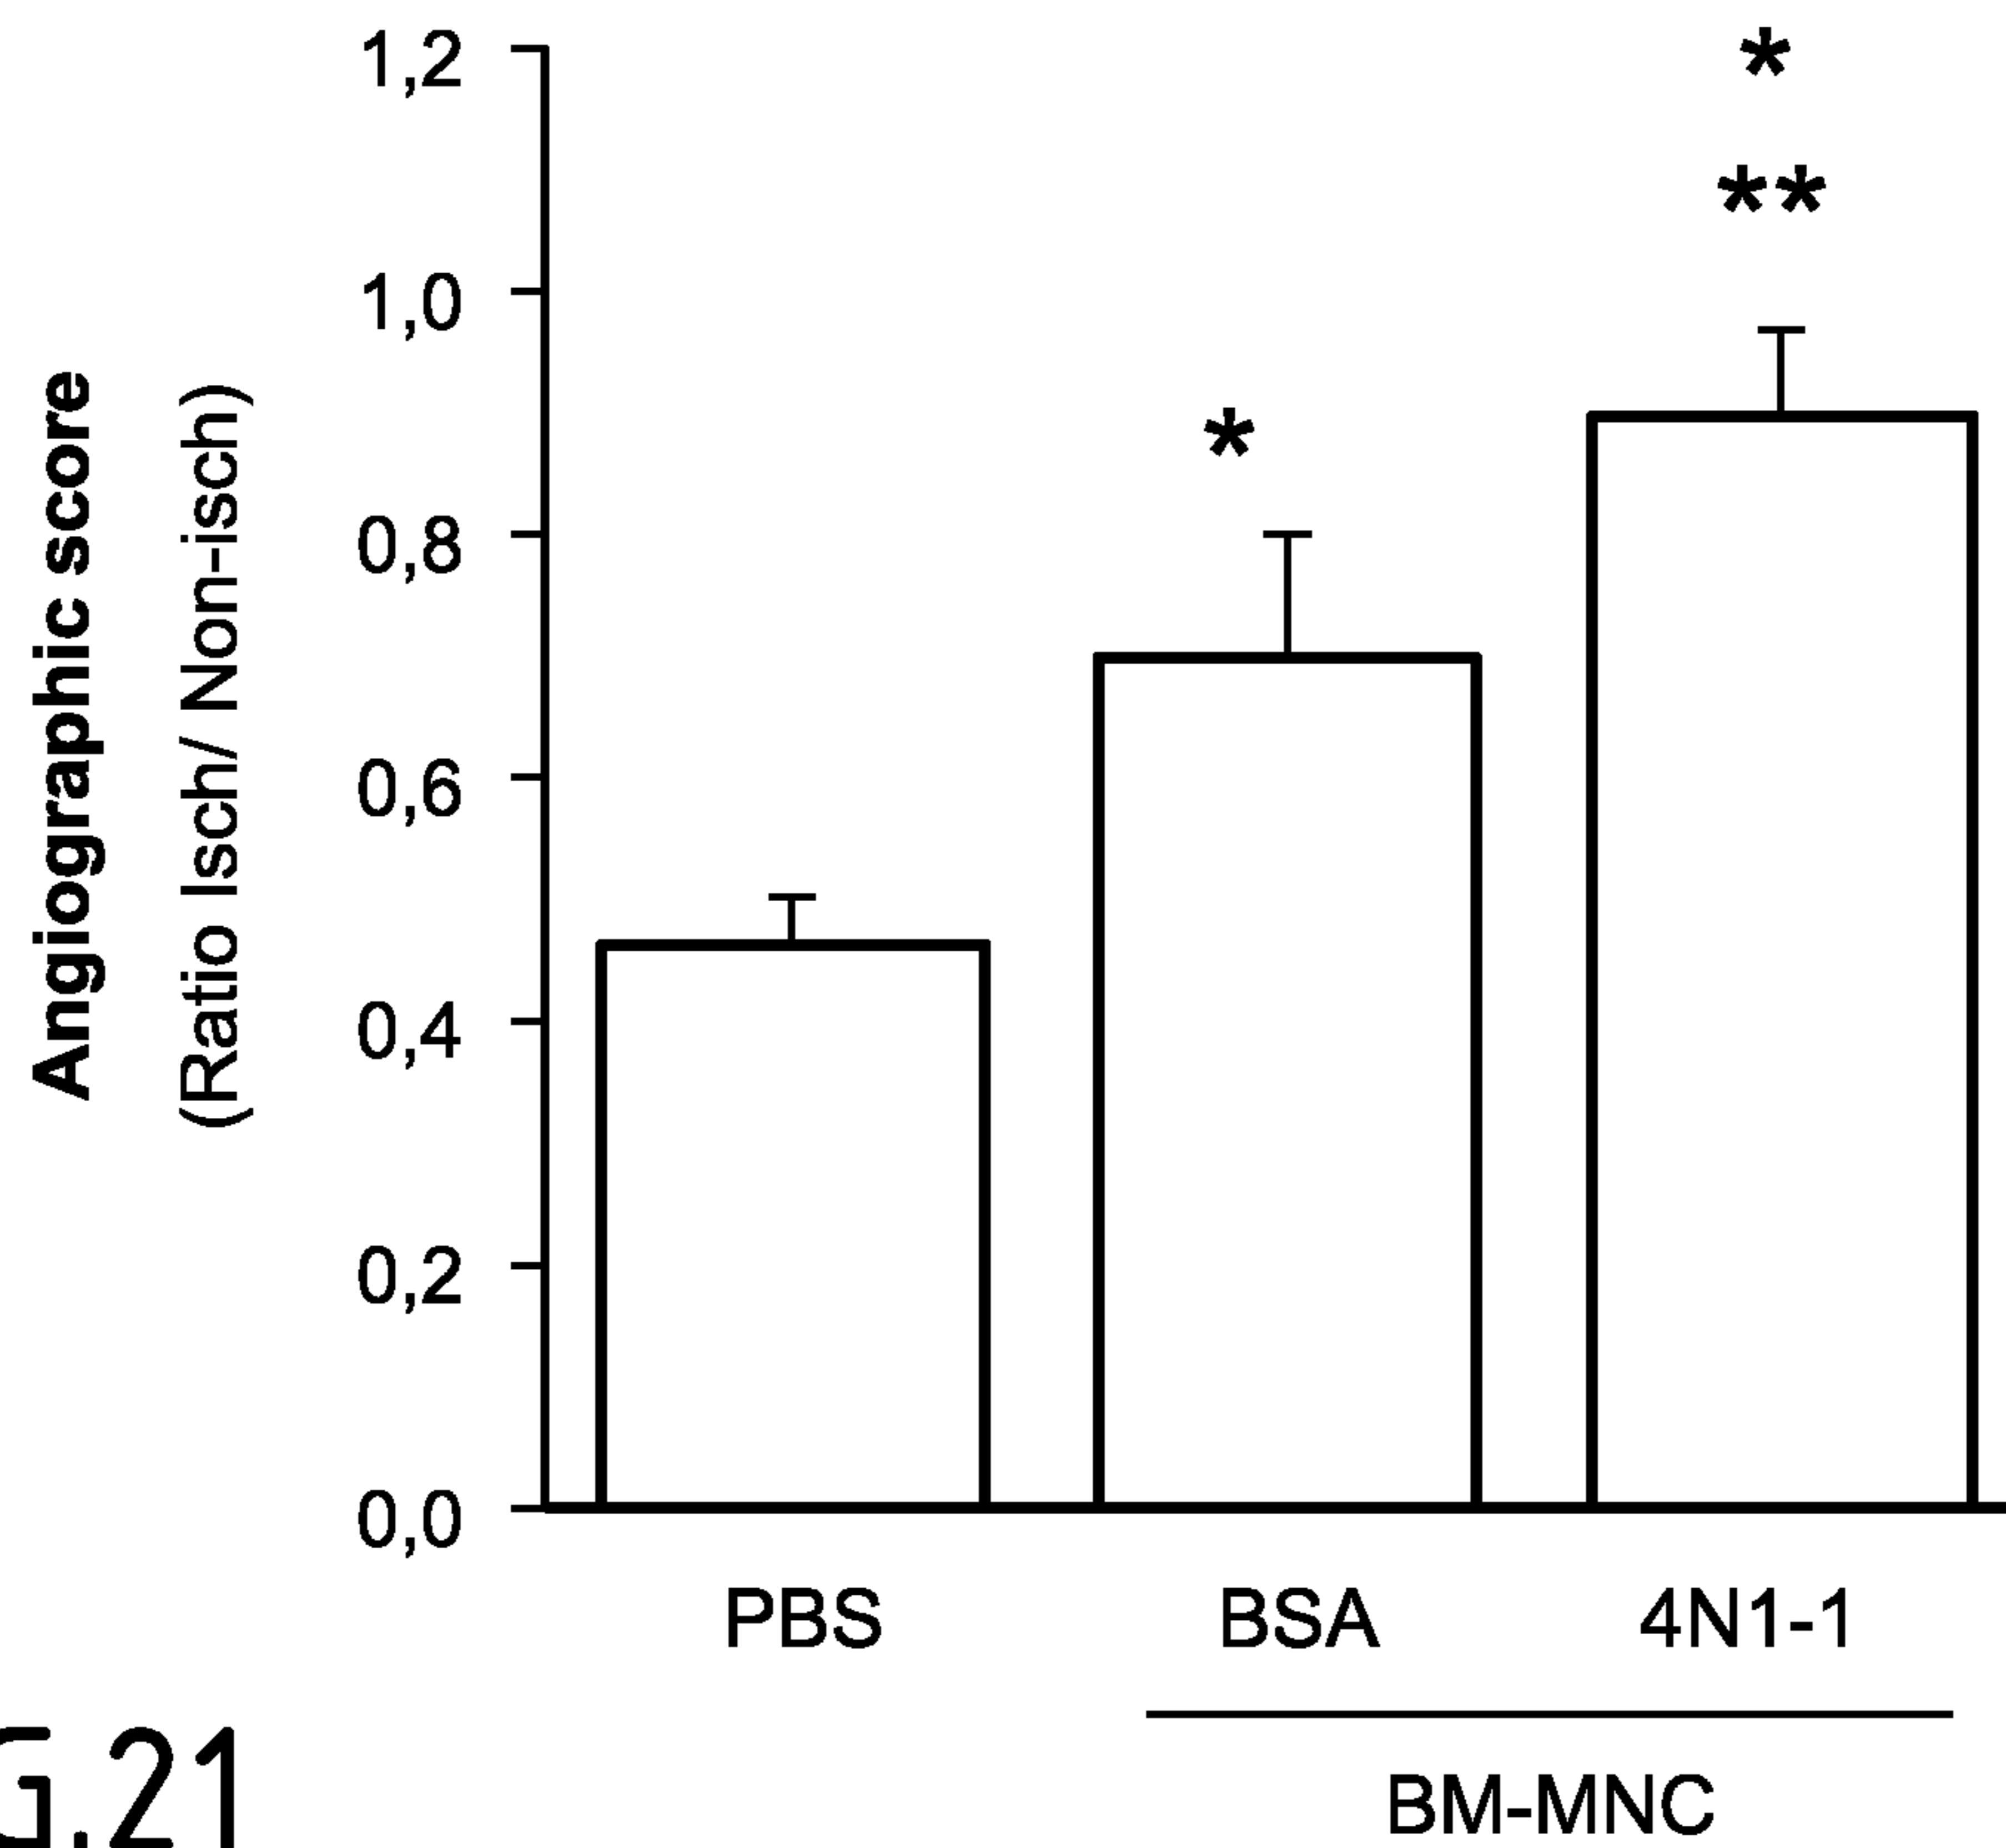 Angiographic score
(Ratio Isch/ Non-isch)
1,2
1,0
0,8
0,6
0,4
0,2
0,0
*
**
*
PBS BSA 4N1-1
BM-MNC
G.21